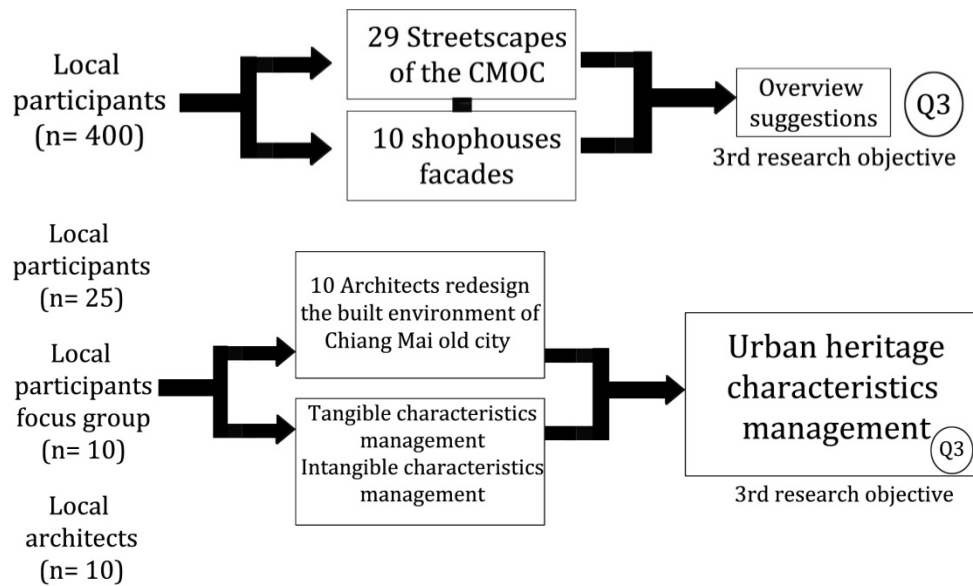 Local
participants
(n= 400)
29 Streetscapes
of the CMOC
10 shophouses
facades
Overview
suggestions
Q3
3rd research objective
Local
participants
(n= 25)
Local
participants
focus group
(n= 10)
Local
architects
(n= 10)
10 Architects redesign
the built environment of
Chiang Mai old city
Tangible characteristics
management
Intangible characteristics
management
Urban heritage
characteristics
management
Q3
3rd research objective